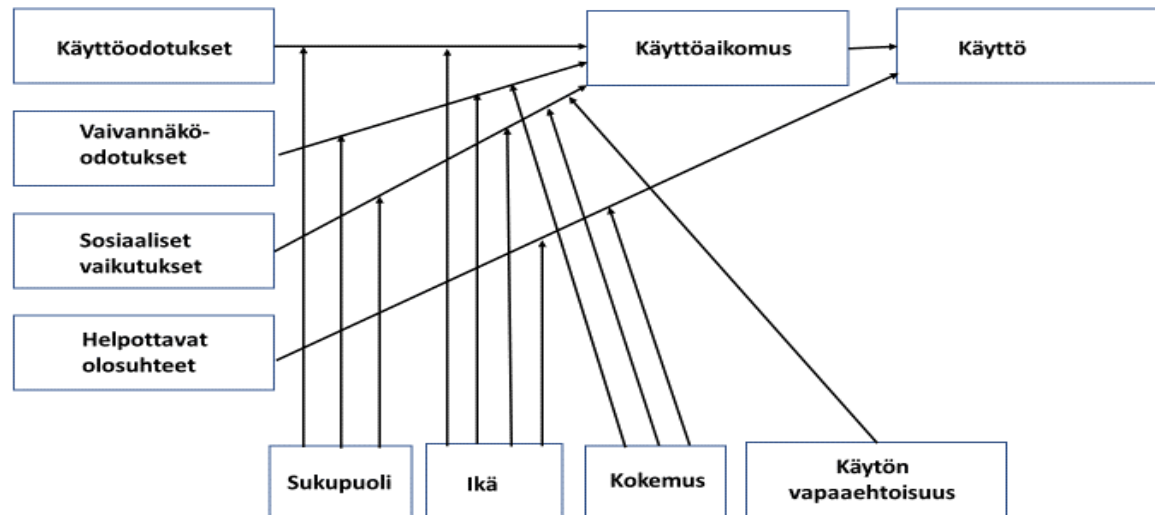 Käyttöodotukset
Käyttöaikomus
Käyttö
Vaivannäkö-
odotukset
Sosiaaliset
vaikutukset
Helpottavat
olosuhteet
Sukupuoli
Ikä
Kokemus
Käytön
vapaaehtoisuus